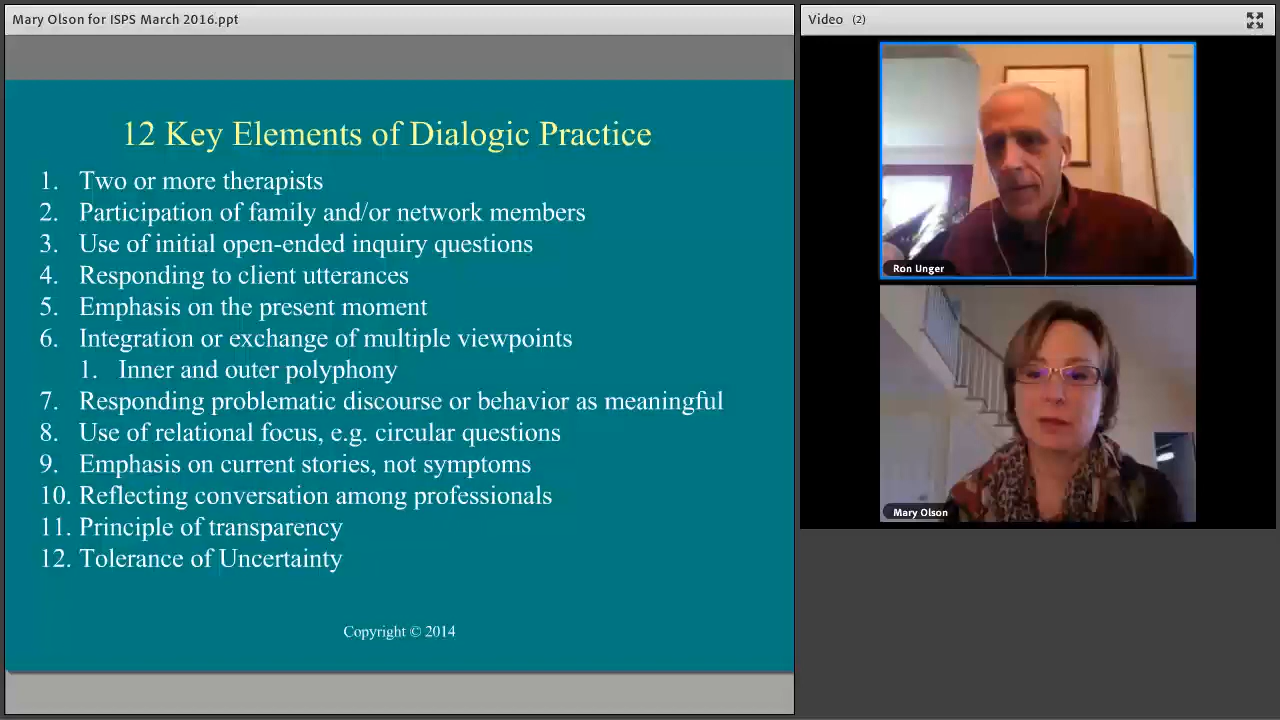 Mary Olson for ISPS March 2016.ppt
12 Key Elements of Dialogic Practice
1. Two or more therapists
2. Participation of family and/or network members
3. Use of initial open-ended inquiry questions
4. Responding to client utterances
5. Emphasis on the present moment
6. Integration or exchange of multiple viewpoints
1. Inner and outer polyphony
7. Responding problematic discourse or behavior as meaningful
8. Use of relational focus, e.g. circular questions
9. Emphasis on current stories, not symptoms
10. Reflecting conversation among professionals
11. Principle of transparency
12. Tolerance of Uncertainty
Copyright © 2014
Video (2)
Ron Unger
Mary Olson